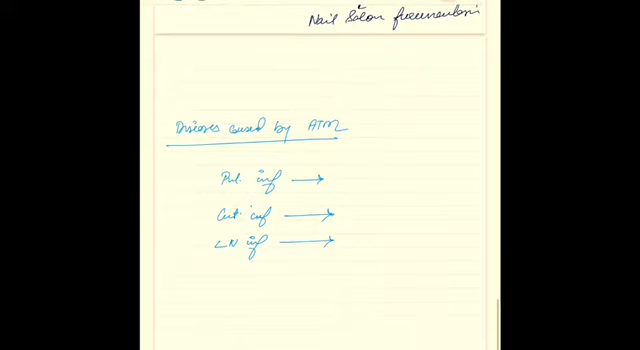 Nail Salon furunculosis
Diseases caused by ATM
Pul. inf →
Cut. inf →
LN inf →